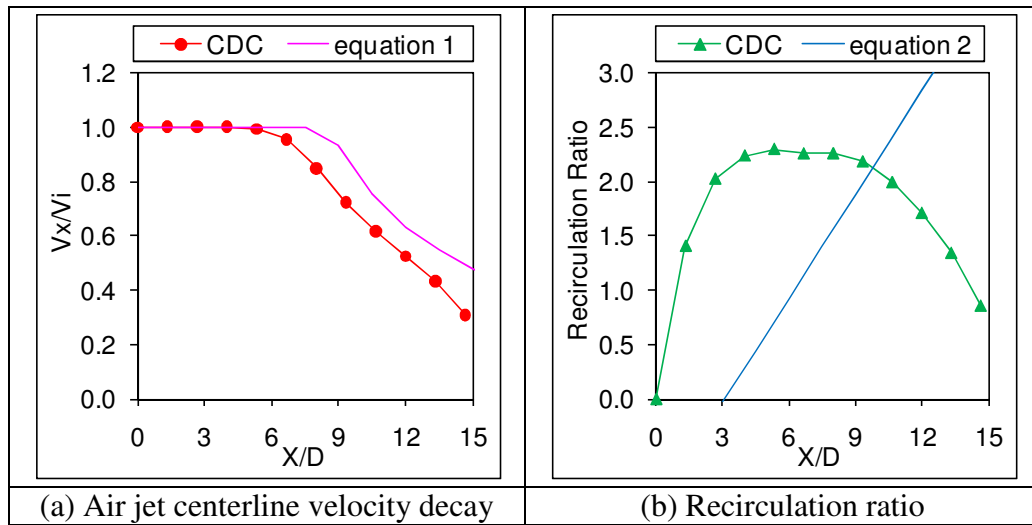 CDC equation 1
1.2
1.0
0.8
0.6
0.4
0.2
0.0
Vx/Vi
0 3 6 9 12 15
X/D
(a) Air jet centerline velocity decay
CDC equation 2
3.0
2.5
2.0
1.5
1.0
0.5
0.0
Recirculation Ratio
0 3 6 9 12 15
X/D
(b) Recirculation ratio